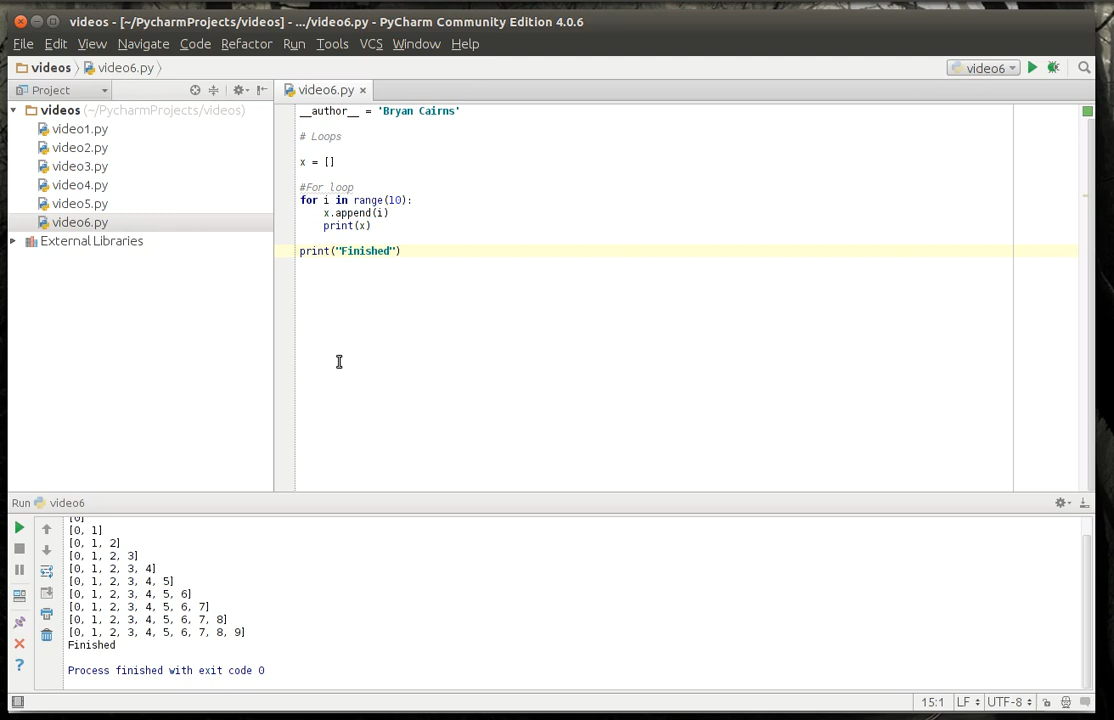 videos - [~/PycharmProjects/videos] - .../video6.py - PyCharm Community Edition 4.0.6
File Edit View Navigate Code Refactor Run Tools VCS Window Help
videos video6.py video6
Project video6.py
videos (~/PycharmProjects/videos)
video1.py
video2.py
video3.py
video4.py
video5.py
video6.py
External Libraries
__author__ = 'Bryan Cairns'
# Loops
x = []
#For loop
for i in range(10):
x.append(i)
print(x)
print("Finished")
Run video6
[0]
[0, 1]
[0, 1, 2]
[0, 1, 2, 3]
[0, 1, 2, 3, 4]
[0, 1, 2, 3, 4, 5]
[0, 1, 2, 3, 4, 5, 6]
[0, 1, 2, 3, 4, 5, 6, 7]
[0, 1, 2, 3, 4, 5, 6, 7, 8]
[0, 1, 2, 3, 4, 5, 6, 7, 8, 9]
Finished
Process finished with exit code 0
15:1 LF UTF-8